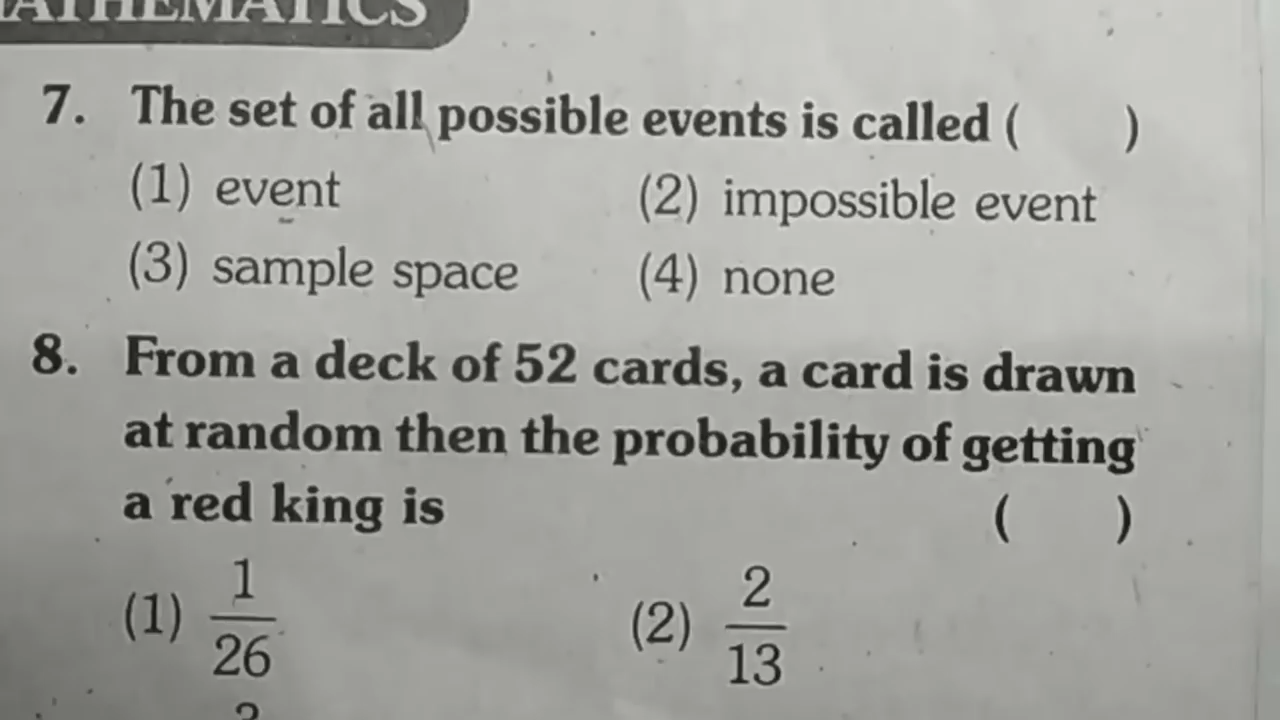 MATHEMATICS
7. The set of all possible events is called ( )
(1) event (2) impossible event
(3) sample space (4) none
8. From a deck of 52 cards, a card is drawn
at random then the probability of getting
a red king is ( )
(1) 1/26 (2) 2/13